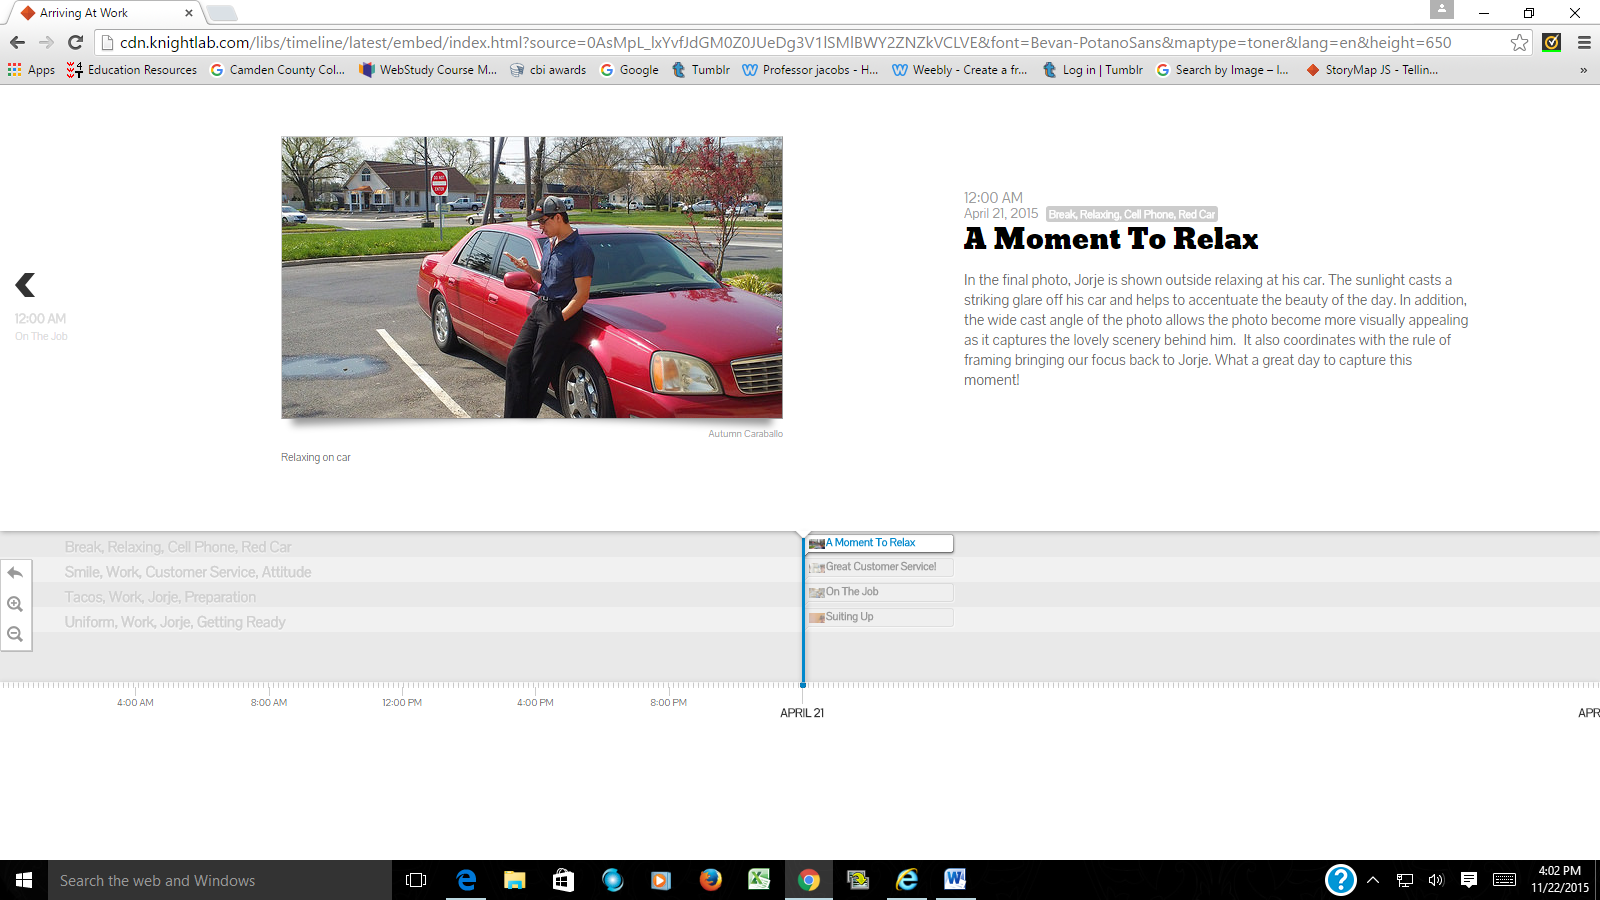 Arriving At Work
cdn.knightlab.com/libs/timeline/latest/embed/index.html?source=0AsMpL_lxYvfJdGM0Z0JUeDg3V1lSMlBWY2ZNZkVCLVE&font=Bevan-PotanoSans&maptype=toner&lang=en&height=650
Apps Education Resources Camden County Col... WebStudy Course M... cbi awards Google Tumblr Professor jacobs - H... Weebly - Create a fr... Log in | Tumblr Search by Image – I... StoryMap JS - Tellin... »
DO NOT
ENTER
12:00 AM
On The Job
12:00 AM
April 21, 2015 Break, Relaxing, Cell Phone, Red Car
A Moment To Relax
In the final photo, Jorje is shown outside relaxing at his car. The sunlight casts a
striking glare off his car and helps to accentuate the beauty of the day. In addition,
the wide cast angle of the photo allows the photo become more visually appealing
as it captures the lovely scenery behind him.  It also coordinates with the rule of
framing bringing our focus back to Jorje. What a great day to capture this
moment!
Autumn Caraballo
Relaxing on car
Break, Relaxing, Cell Phone, Red Car
Smile, Work, Customer Service, Attitude
Tacos, Work, Jorje, Preparation
Uniform, Work, Jorje, Getting Ready
A Moment To Relax
Great Customer Service!
On The Job
Suiting Up
4:00 AM 8:00 AM 12:00 PM 4:00 PM 8:00 PM
APRIL 21 APR
Search the web and Windows
4:02 PM
11/22/2015